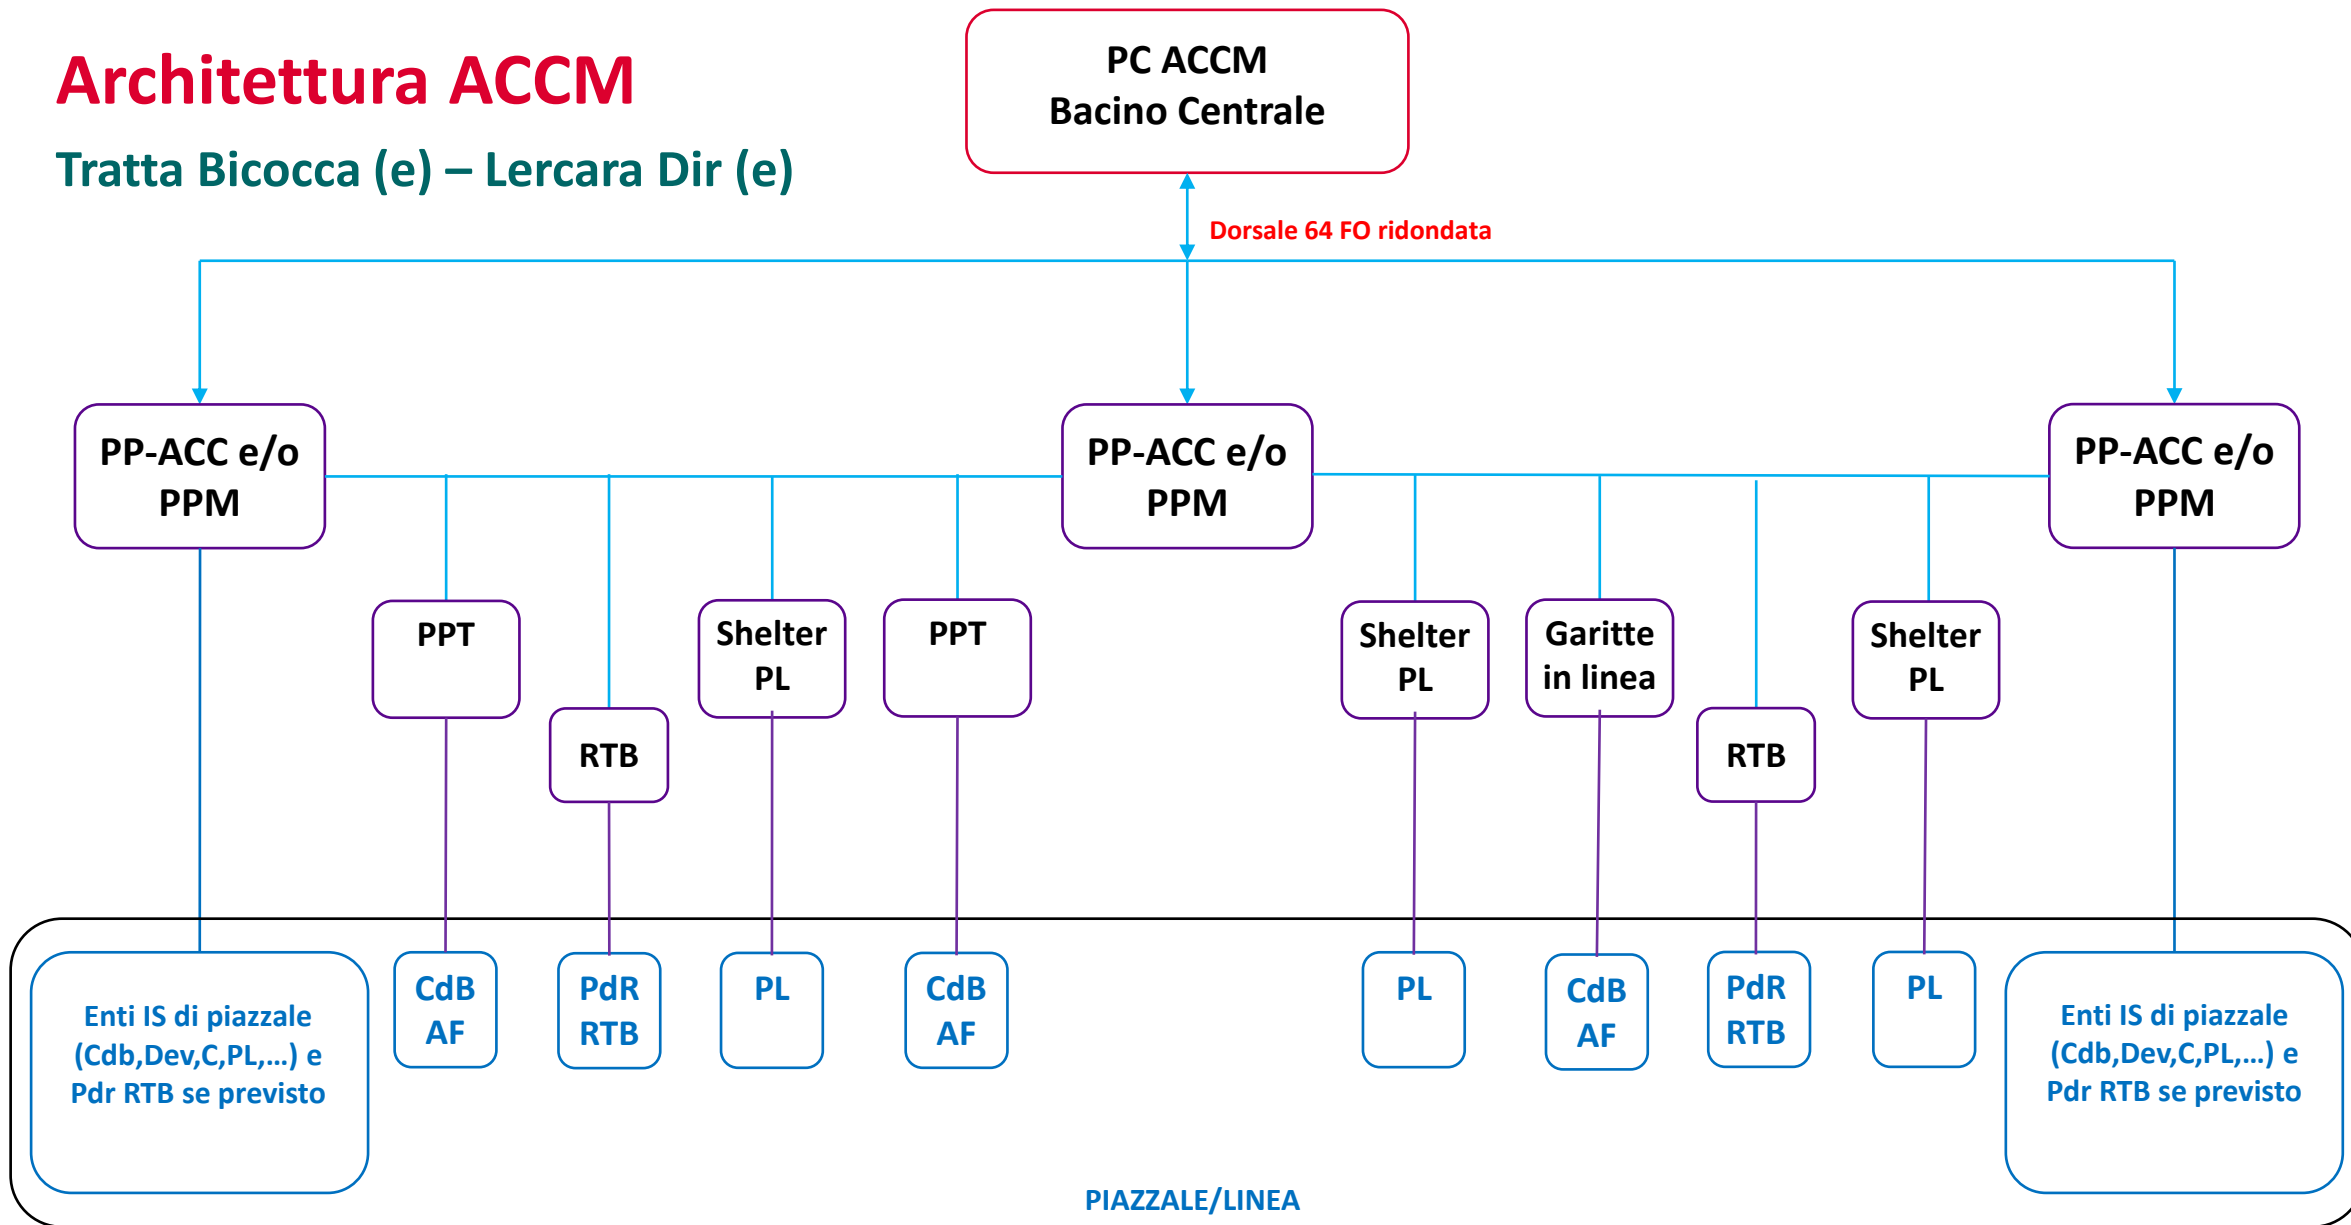 Architettura ACCM
Tratta Bicocca (e) – Lercara Dir (e)
PC ACCM
Bacino Centrale
Dorsale 64 FO ridondata
PP-ACC e/o
PPM
PP-ACC e/o
PPM
PP-ACC e/o
PPM
PPT
RTB
Shelter
PL
PPT
Shelter
PL
Garitte
in linea
RTB
Shelter
PL
Enti IS di piazzale
(Cdb,Dev,C,PL,...) e
Pdr RTB se previsto
CdB
AF
PdR
RTB
PL
CdB
AF
PL
CdB
AF
PdR
RTB
PL
Enti IS di piazzale
(Cdb,Dev,C,PL,...) e
Pdr RTB se previsto
PIAZZALE/LINEA